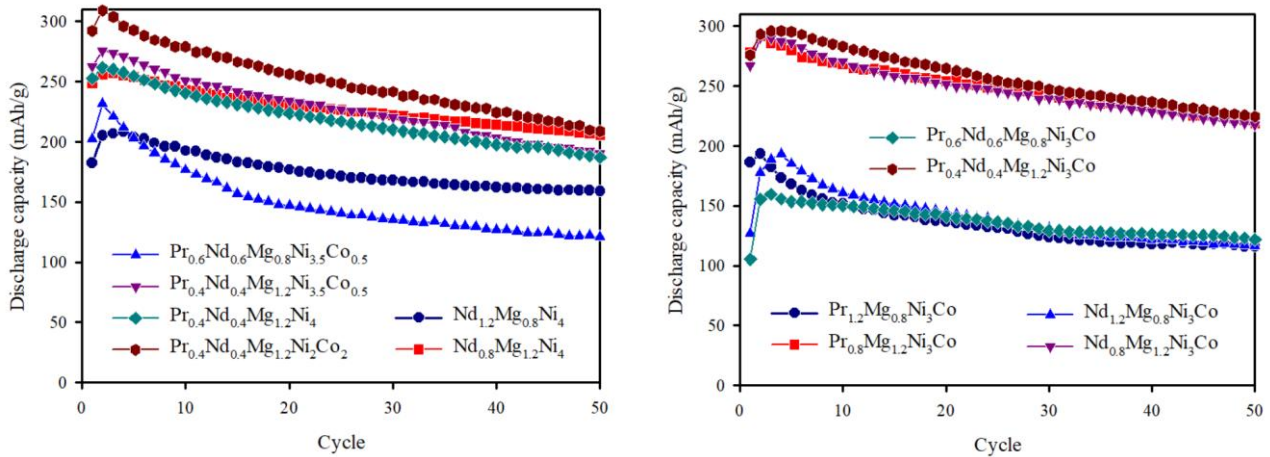 Discharge capacity (mAh/g)
300
250
200
150
100
50
0
Pr0.6Nd0.6Mg0.8Ni3.5Co0.5
Pr0.4Nd0.4Mg1.2Ni3.5Co0.5
Pr0.4Nd0.4Mg1.2Ni4
Pr0.4Nd0.4Mg1.2Ni2Co2
Nd1.2Mg0.8Ni4
Nd0.8Mg1.2Ni4
0 10 20 30 40 50
Cycle
Discharge capacity (mAh/g)
300
250
200
150
100
50
0
Pr0.6Nd0.6Mg0.8Ni3Co
Pr0.4Nd0.4Mg1.2Ni3Co
Pr1.2Mg0.8Ni3Co
Pr0.8Mg1.2Ni3Co
Nd1.2Mg0.8Ni3Co
Nd0.8Mg1.2Ni3Co
0 10 20 30 40 50
Cycle